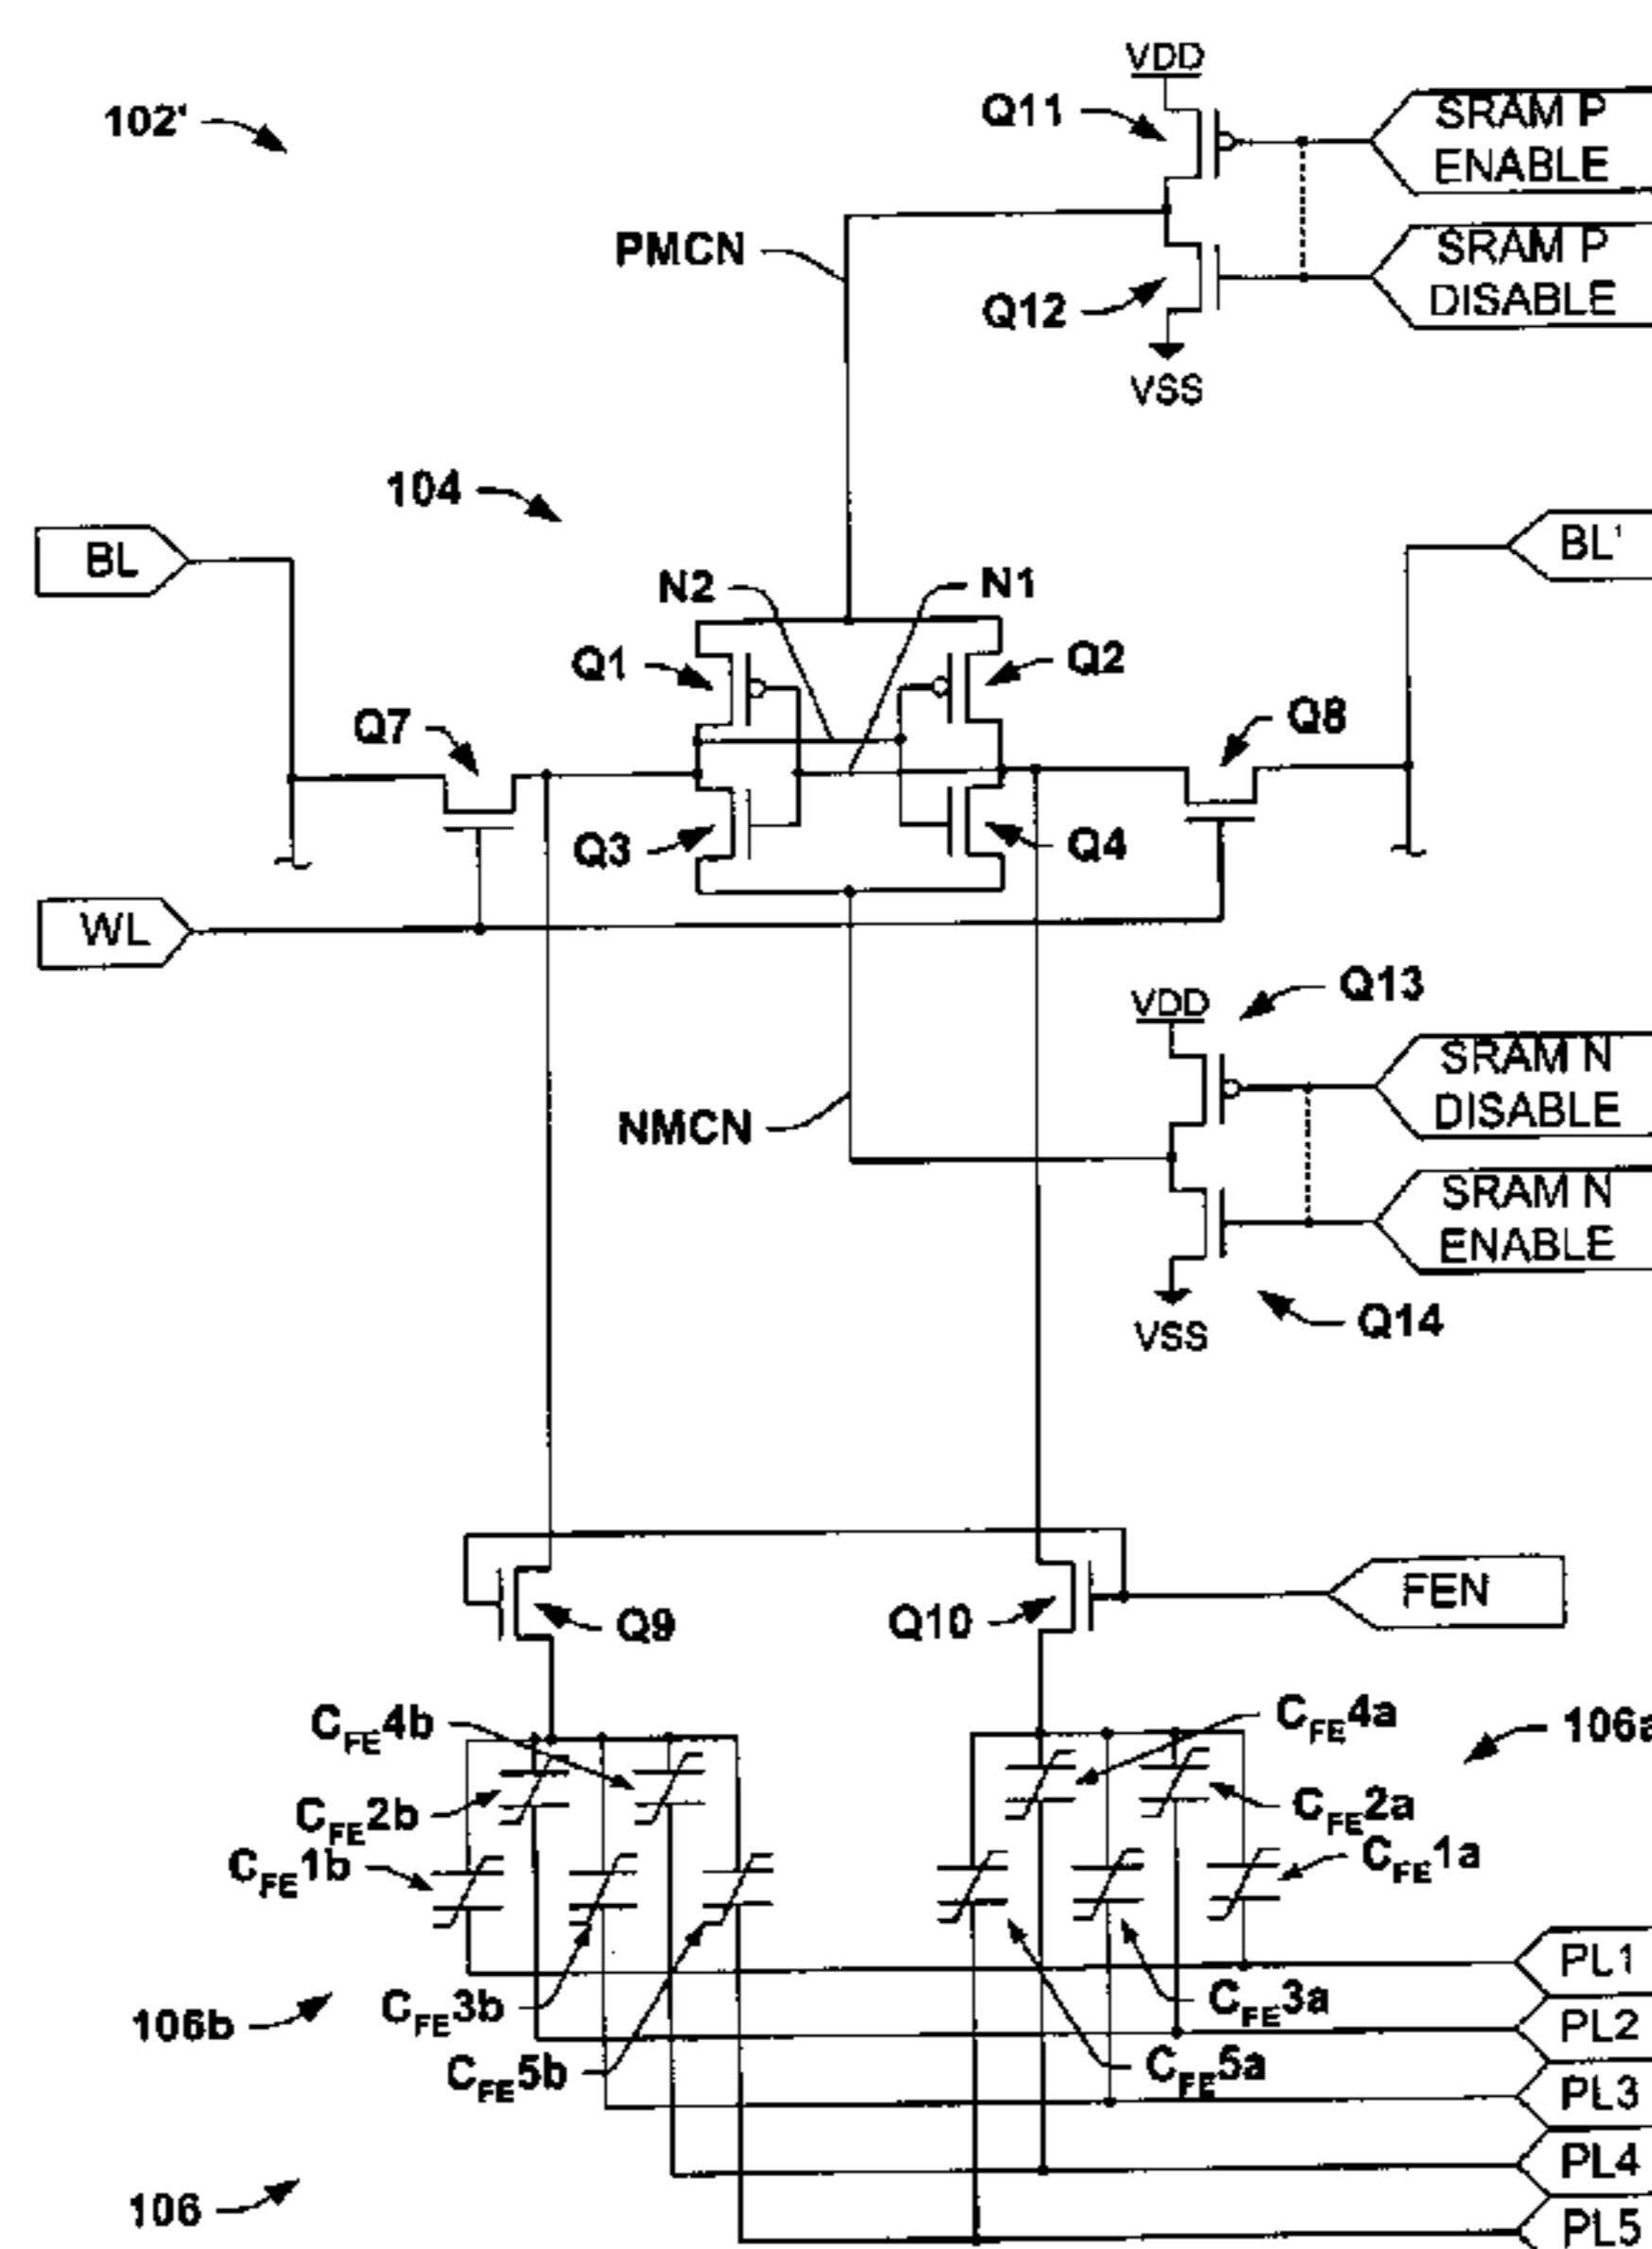 VDD
102'
Q11
SRAM P
ENABLE
PMCN
SRAM P
DISABLE
Q12
VSS
104
BL
BL'
N2
N1
Q1
Q2
Q7
Q8
Q3
Q4
WL
Q13
VDD
SRAM N
DISABLE
NMCN
SRAM N
ENABLE
Q14
VSS
FEN
Q9
Q10
CFE4b
CFE4a
106a
CFE2b
CFE2a
CFE1b
CFE1a
PL1
CFE3b
CFE3a
106b
PL2
CFE5b
CFE5a
PL3
PL4
106
PL5